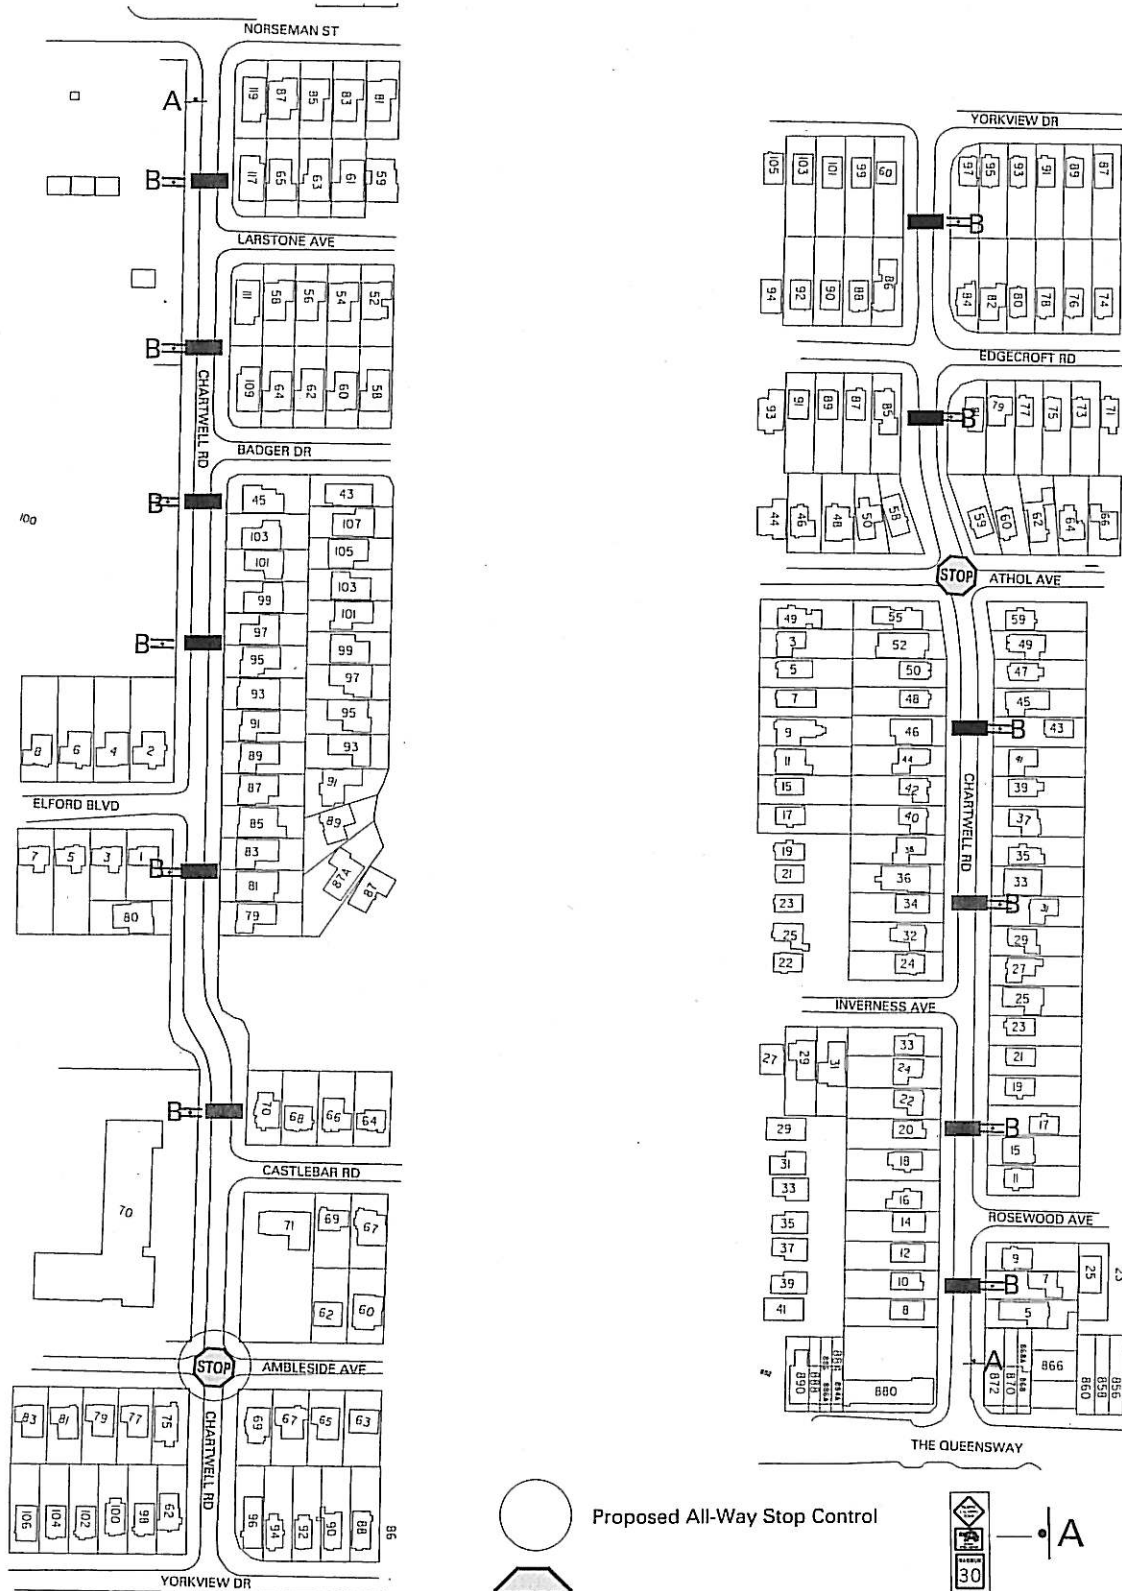 NORSEMAN ST
A
119 87 85 83 81
B
117 65 63 61 59
LARSTONE AVE
111 58 56 54 52
B
CHARTWELL RD
109 64 62 60 58
BADGER DR
B
100
45 43
103 107
101 105
99 103
97 101
B
95 99
93 97
91 95
89 93
87 91
85 89
83 87A 87
81
79
8 6 4 2
ELFORD BLVD
7 5 3 1
B
80
B
70 68 66 64
CASTLEBAR RD
70
71 69 67
62 60
STOP
AMBLESIDE AVE
83 81 79 77 75
69 67 65 63
CHARTWELL RD
106 104 102 100 98 62
96 94 92 90 88 86
YORKVIEW DR
YORKVIEW DR
105 103 101 99 60
97 95 93 91 89 87
B
94 92 90 88 86
84 82 80 78 76 74
EDGECROFT RD
93 91 89 87 85
B
79 77 75 73 71
44 46 48 50 58
59 60 62 64 66
STOP
ATHOL AVE
49 55 59
3 52 49
5 50 47
7 48 45
9 46 B 43
11 44 41
15 42 39
17 40 37
CHARTWELL RD
19 38 35
21 36 33
23 34 B 31
25 32 29
22 24 27
25
INVERNESS AVE
23
27 29 31
33
24 21
22 19
29 20 B 17
31 18 15
33 16 11
35 14
ROSEWOOD AVE
37 12 9
39 10 B 7 25 23
41 8 5
A
890 888 886 880
872 870 868A 868 866 860 858 856
THE QUEENSWAY
Proposed All-Way Stop Control
MAXIMUM
30
A